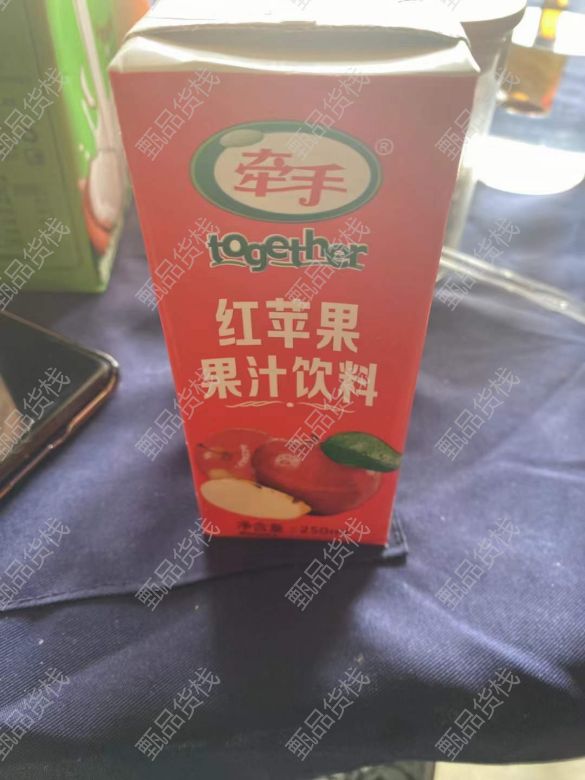 牵手
®
together
红苹果
果汁饮料
净含量:250ml
甄品货栈